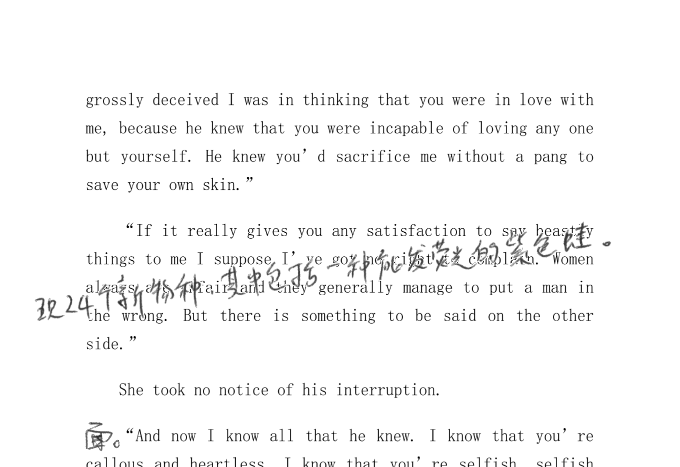 grossly deceived I was in thinking that you were in love with
me, because he knew that you were incapable of loving any one
but yourself. He knew you’d sacrifice me without a pang to
save your own skin.”
“If it really gives you any satisfaction to say beastly
things to me I suppose I’ve got no right to complain. Women
always are unfair and they generally manage to put a man in
the wrong. But there is something to be said on the other
side.”
现24个新物种,其中包括一种能发荧光的紫色蛙。
She took no notice of his interruption.
面。
“And now I know all that he knew. I know that you’re
callous and heartless, I know that you’re selfish, selfish